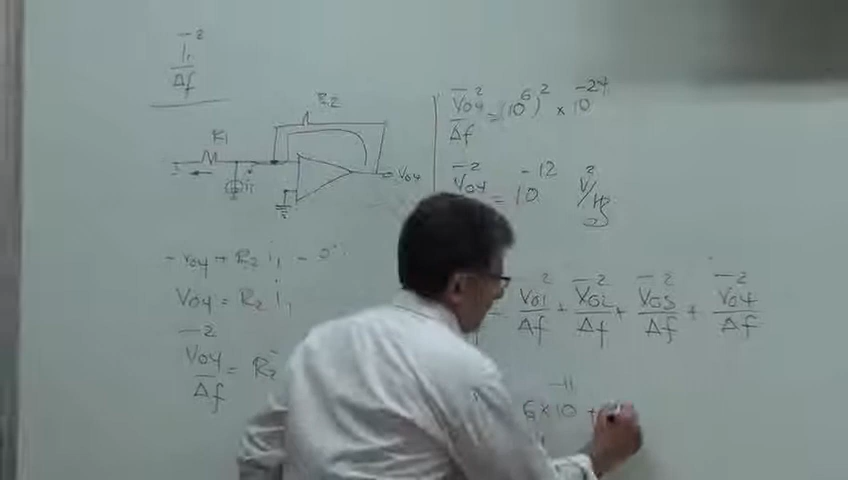 i₁²
Δf
R2
R1
i₁
Vo4
-Vo4 + R₂ i₁ = 0
Vo4 = R₂ i₁
Vo4²/Δf = R₂²
Vo4²/Δf = (10⁶)² × 10⁻²⁴
Vo4² = 10⁻¹² V²/Hz
= Vo1²/Δf + Vo2²/Δf + Vo3²/Δf + Vo4²/Δf
6×10⁻¹¹ +